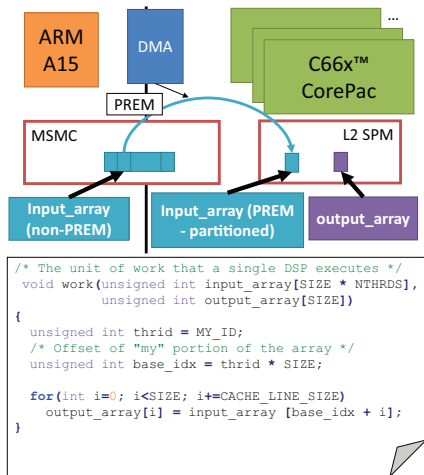 ARM
A15
DMA
...
C66x™
CorePac
PREM
MSMC
L2 SPM
Input_array
(non-PREM)
Input_array (PREM
- partitioned)
output_array
/* The unit of work that a single DSP executes */
void work(unsigned int input_array[SIZE * NTHRDS],
unsigned int output_array[SIZE])
{
unsigned int thrid = MY_ID;
/* Offset of "my" portion of the array */
unsigned int base_idx = thrid * SIZE;
for(int i=0; i<SIZE; i+=CACHE_LINE_SIZE)
output_array[i] = input_array [base_idx + i];
}